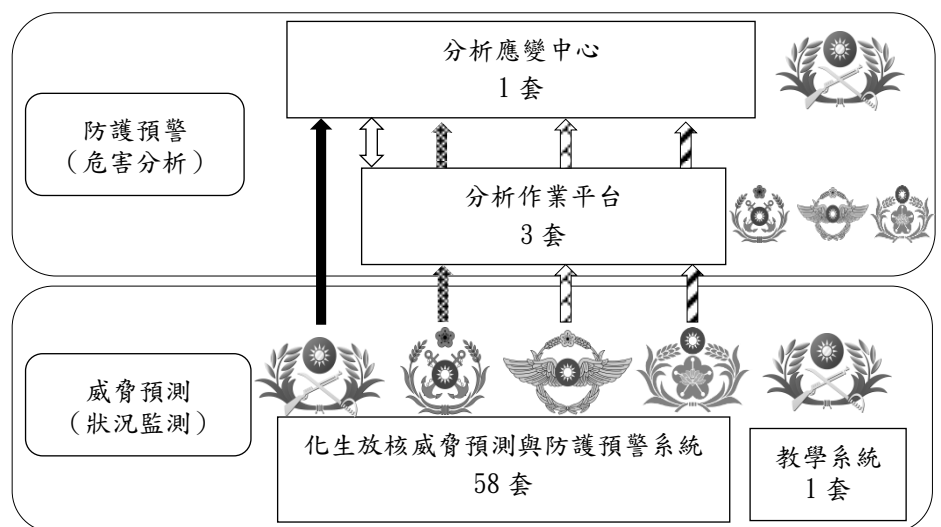 分析應變中心
1 套
防護預警
（危害分析）
分析作業平台
3 套
威脅預測
（狀況監測）
化生放核威脅預測與防護預警系統
58 套
教學系統
1 套